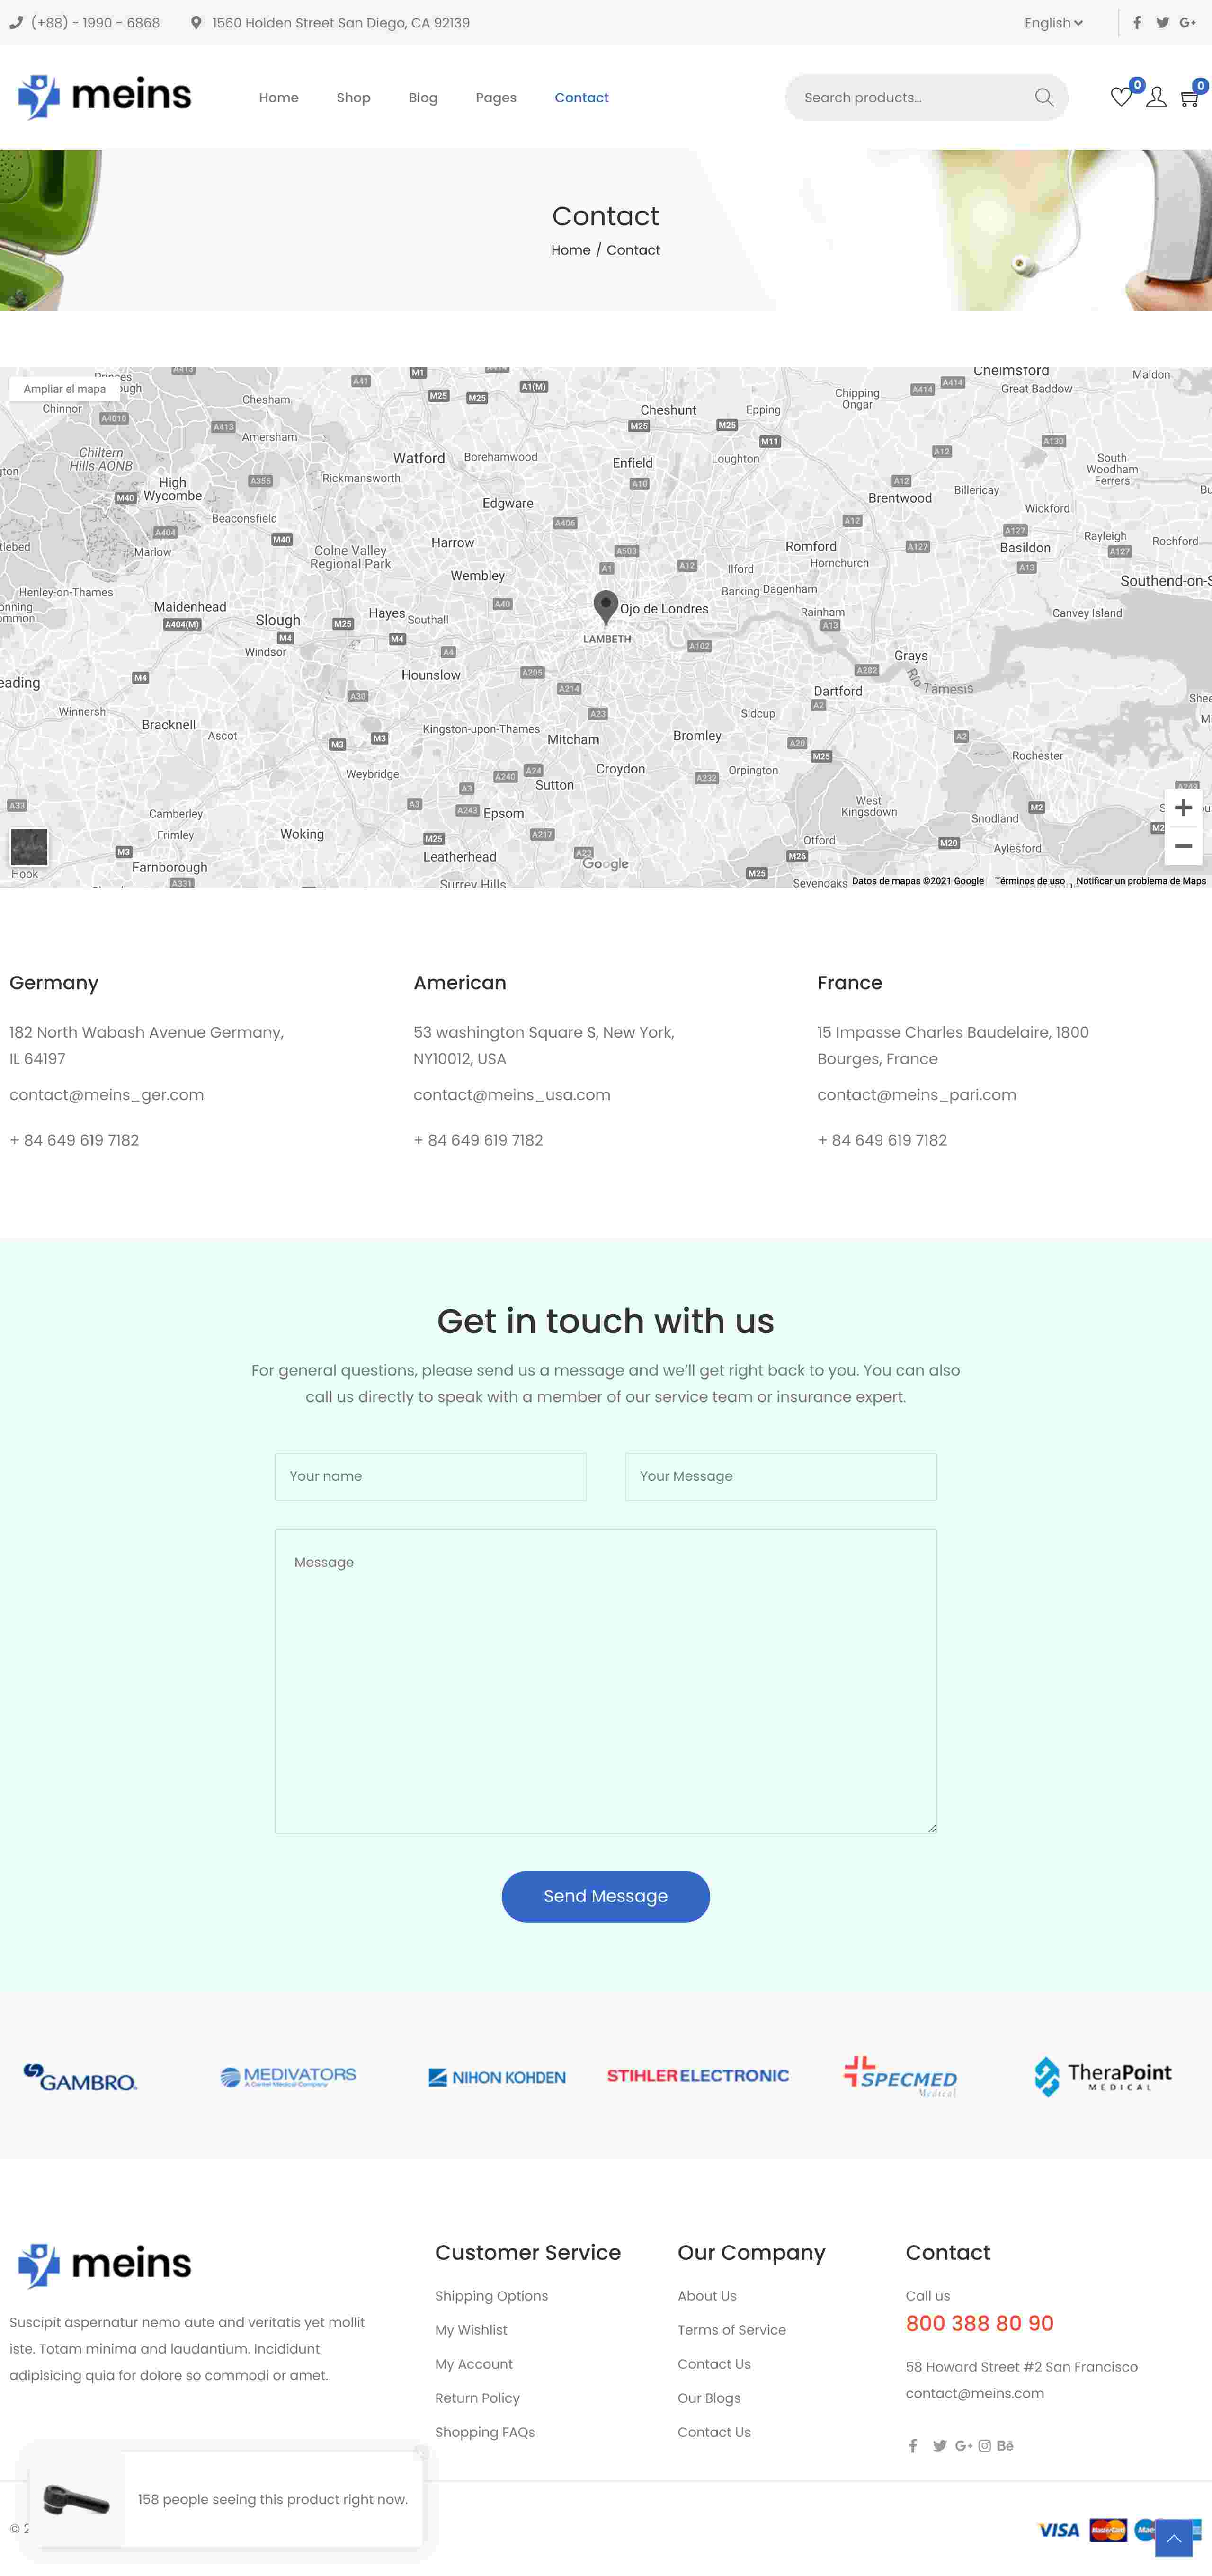 (+88) - 1990 - 6868
1560 Holden Street San Diego, CA 92139
English
meins
Home
Shop
Blog
Pages
Contact
Search products...
0
0
Contact
Home / Contact
Ampliar el mapa
Chinnor
Chesham
Amersham
Chiltern
Hills AONB
High
Wycombe
Rickmansworth
Watford
Borehamwood
Beaconsfield
Marlow
Henley-on-Thames
Maidenhead
Slough
Windsor
Colne Valley
Regional Park
Harrow
Edgware
Wembley
Hayes
Southall
Hounslow
Cheshunt
Enfield
Epping
Loughton
Chipping
Ongar
Chelmsford
Great Baddow
Maldon
South
Woodham
Ferrers
Brentwood
Billericay
Wickford
Rayleigh
Rochford
Basildon
Romford
Hornchurch
Ilford
Barking
Dagenham
Rainham
Canvey Island
Ojo de Londres
LAMBETH
Grays
Río Támesis
Dartford
Sidcup
Winnersh
Bracknell
Ascot
Kingston-upon-Thames
Mitcham
Bromley
Croydon
Orpington
Sutton
Weybridge
Epsom
Camberley
Frimley
Woking
Farnborough
Leatherhead
Surrey Hills
Hook
Rochester
West
Kingsdown
Snodland
Otford
Aylesford
Sevenoaks
Google
Datos de mapas ©2021 Google
Términos de uso
Notificar un problema de Maps
Germany
182 North Wabash Avenue Germany,
IL 64197
contact@meins_ger.com
+ 84 649 619 7182
American
53 washington Square S, New York,
NY10012, USA
contact@meins_usa.com
+ 84 649 619 7182
France
15 Impasse Charles Baudelaire, 1800
Bourges, France
contact@meins_pari.com
+ 84 649 619 7182
Get in touch with us
For general questions, please send us a message and we’ll get right back to you. You can also
call us directly to speak with a member of our service team or insurance expert.
Your name
Your Message
Message
Send Message
GAMBRO.
MEDIVATORS
A Cantel Medical Company
NIHON KOHDEN
STIHLER ELECTRONIC
SPECMED
Medical
TheraPoint
MEDICAL
meins
Suscipit aspernatur nemo aute and veritatis yet mollit
iste. Totam minima and laudantium. Incididunt
adipisicing quia for dolore so commodi or amet.
Customer Service
Shipping Options
My Wishlist
My Account
Return Policy
Shopping FAQs
Our Company
About Us
Terms of Service
Contact Us
Our Blogs
Contact Us
Contact
Call us
800 388 80 90
58 Howard Street #2 San Francisco
contact@meins.com
158 people seeing this product right now.
VISA
MasterCard